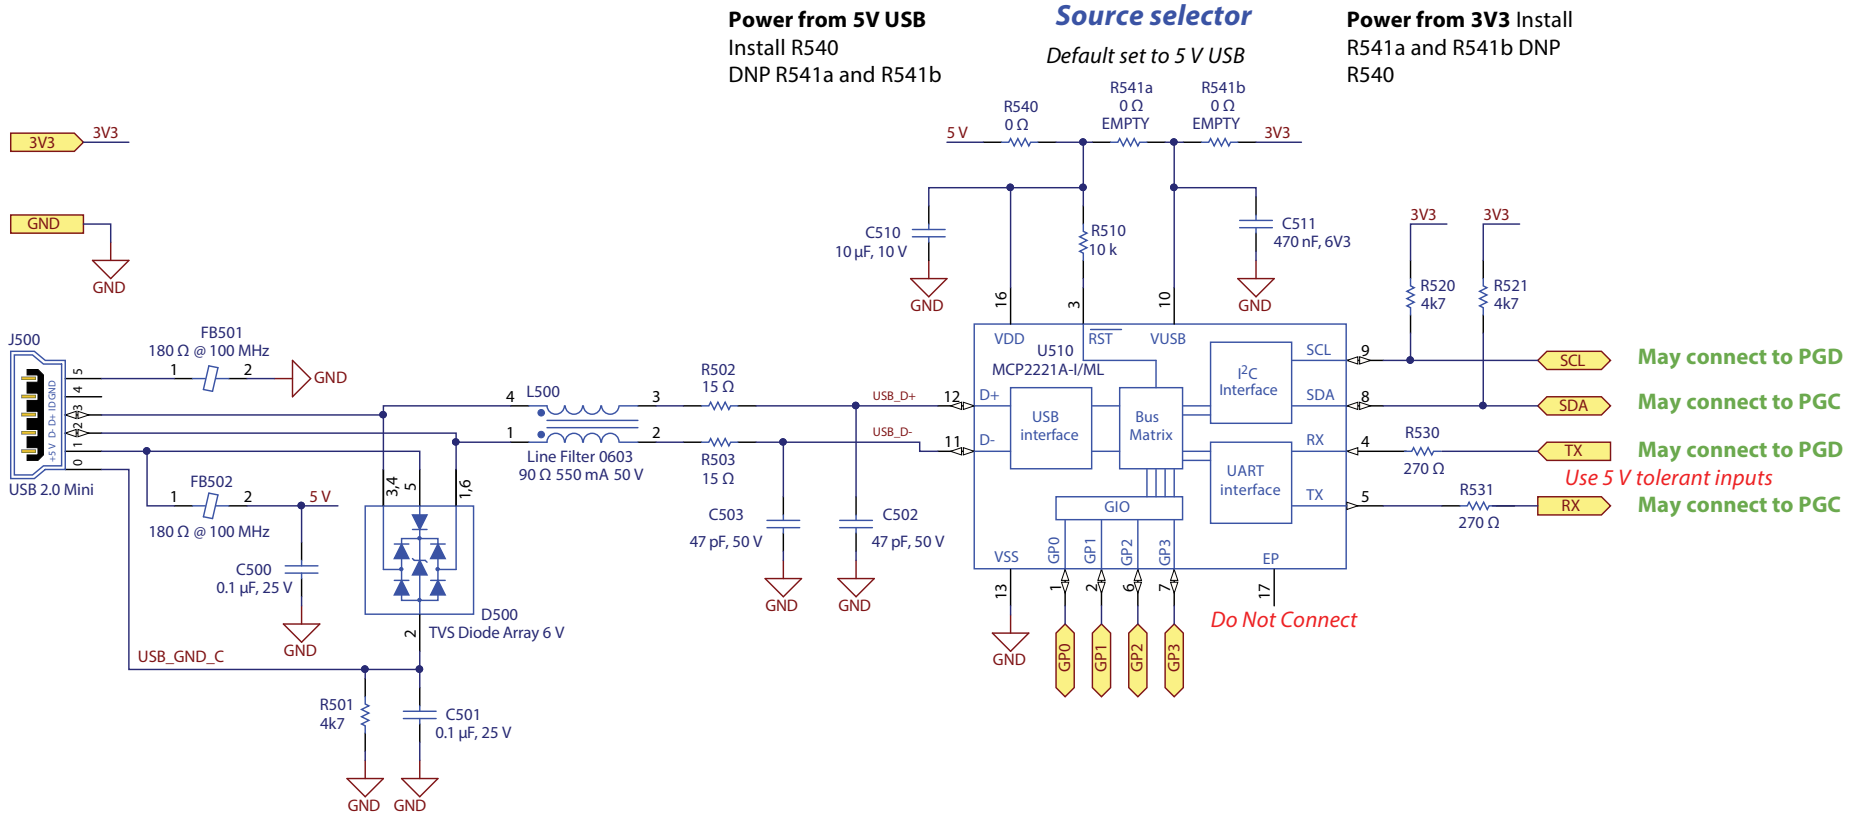 Power from 5V USB
Install R540
DNP R541a and R541b
Source selector
Default set to 5 V USB
Power from 3V3 Install
R541a and R541b DNP
R540
R540
0 Ω
R541a
0 Ω
EMPTY
R541b
0 Ω
EMPTY
5 V
3V3
3V3
3V3
GND
GND
C510
10 µF, 10 V
GND
R510
10 k
C511
470 nF, 6V3
GND
3V3
3V3
R520
4k7
R521
4k7
16
3
10
VDD
RST
VUSB
U510
MCP2221A-I/ML
J500
FB501
180 Ω @ 100 MHz
1
2
GND
5
4
3
2
1
0
GND
ID
D+
D-
+5 V
USB 2.0 Mini
FB502
1
2
5 V
180 Ω @ 100 MHz
C500
0.1 µF, 25 V
GND
4
L500
3
1
2
Line Filter 0603
90 Ω 550 mA 50 V
R502
15 Ω
R503
15 Ω
USB_D+
USB_D-
12
11
D+
D-
USB
interface
Bus
Matrix
I²C
Interface
UART
interface
GIO
SCL
SDA
RX
TX
9
8
4
5
R530
270 Ω
R531
270 Ω
SCL
May connect to PGD
SDA
May connect to PGC
TX
May connect to PGD
Use 5 V tolerant inputs
RX
May connect to PGC
3,4
5
1,6
D500
TVS Diode Array 6 V
2
C503
47 pF, 50 V
GND
C502
47 pF, 50 V
GND
VSS
GP0
GP1
GP2
GP3
EP
13
1
2
6
7
17
Do Not Connect
GND
GP0
GP1
GP2
GP3
USB_GND_C
R501
4k7
C501
0.1 µF, 25 V
GND
GND